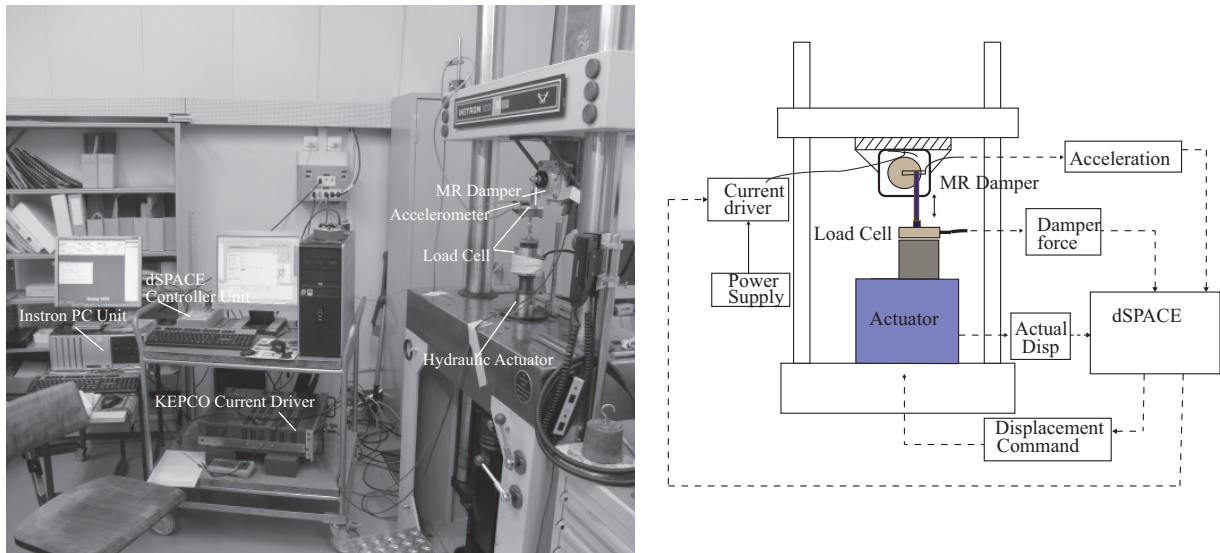 INSTRON
MR Damper
Accelerometer
Load Cell
dSPACE
Controller Unit
Instron PC Unit
Hydraulic Actuator
KEPCO Current Driver
Acceleration
Current
driver
MR Damper
Load Cell
Damper
force
Power
Supply
Actuator
Actual
Disp
dSPACE
Displacement
Command